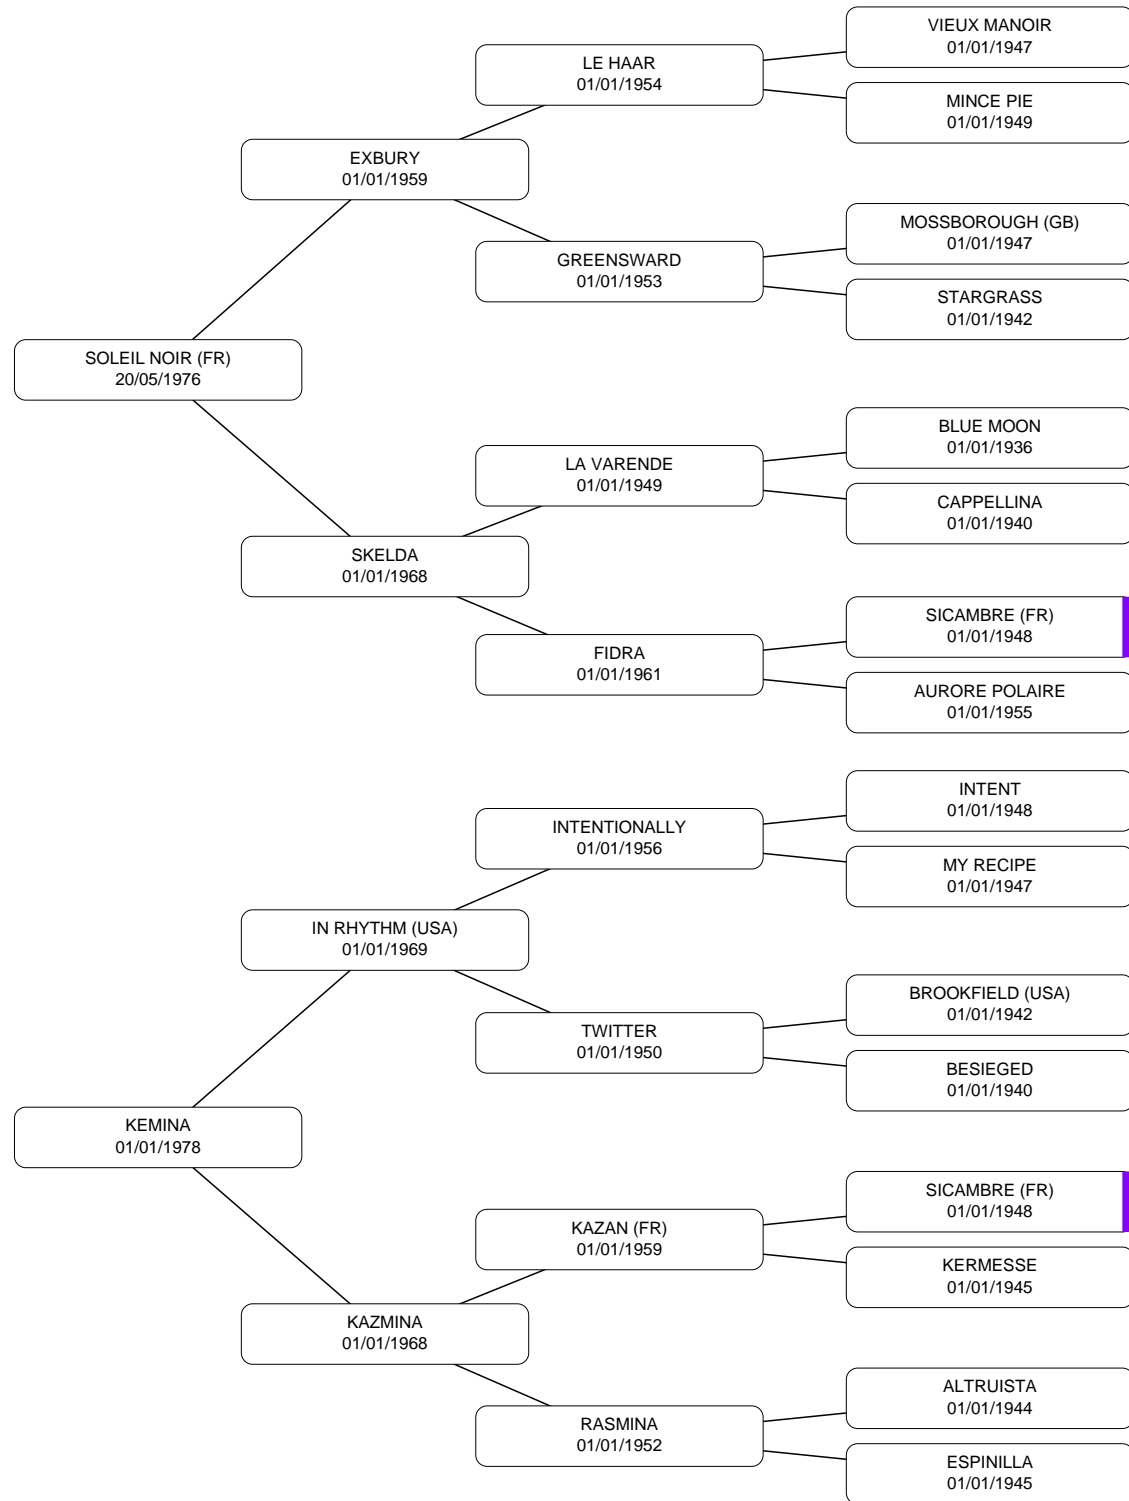 VIEUX MANOIR
01/01/1947
LE HAAR
01/01/1954
MINCE PIE
01/01/1949
EXBURY
01/01/1959
MOSSBOROUGH (GB)
01/01/1947
GREENSWARD
01/01/1953
STARGRASS
01/01/1942
SOLEIL NOIR (FR)
20/05/1976
BLUE MOON
01/01/1936
LA VARENDE
01/01/1949
CAPPELLINA
01/01/1940
SKELDA
01/01/1968
SICAMBRE (FR)
01/01/1948
FIDRA
01/01/1961
AURORE POLAIRE
01/01/1955
INTENT
01/01/1948
INTENTIONALLY
01/01/1956
MY RECIPE
01/01/1947
IN RHYTHM (USA)
01/01/1969
BROOKFIELD (USA)
01/01/1942
TWITTER
01/01/1950
BESIEGED
01/01/1940
KEMINA
01/01/1978
SICAMBRE (FR)
01/01/1948
KAZAN (FR)
01/01/1959
KERMESSE
01/01/1945
KAZMINA
01/01/1968
ALTRUISTA
01/01/1944
RASMINA
01/01/1952
ESPINILLA
01/01/1945